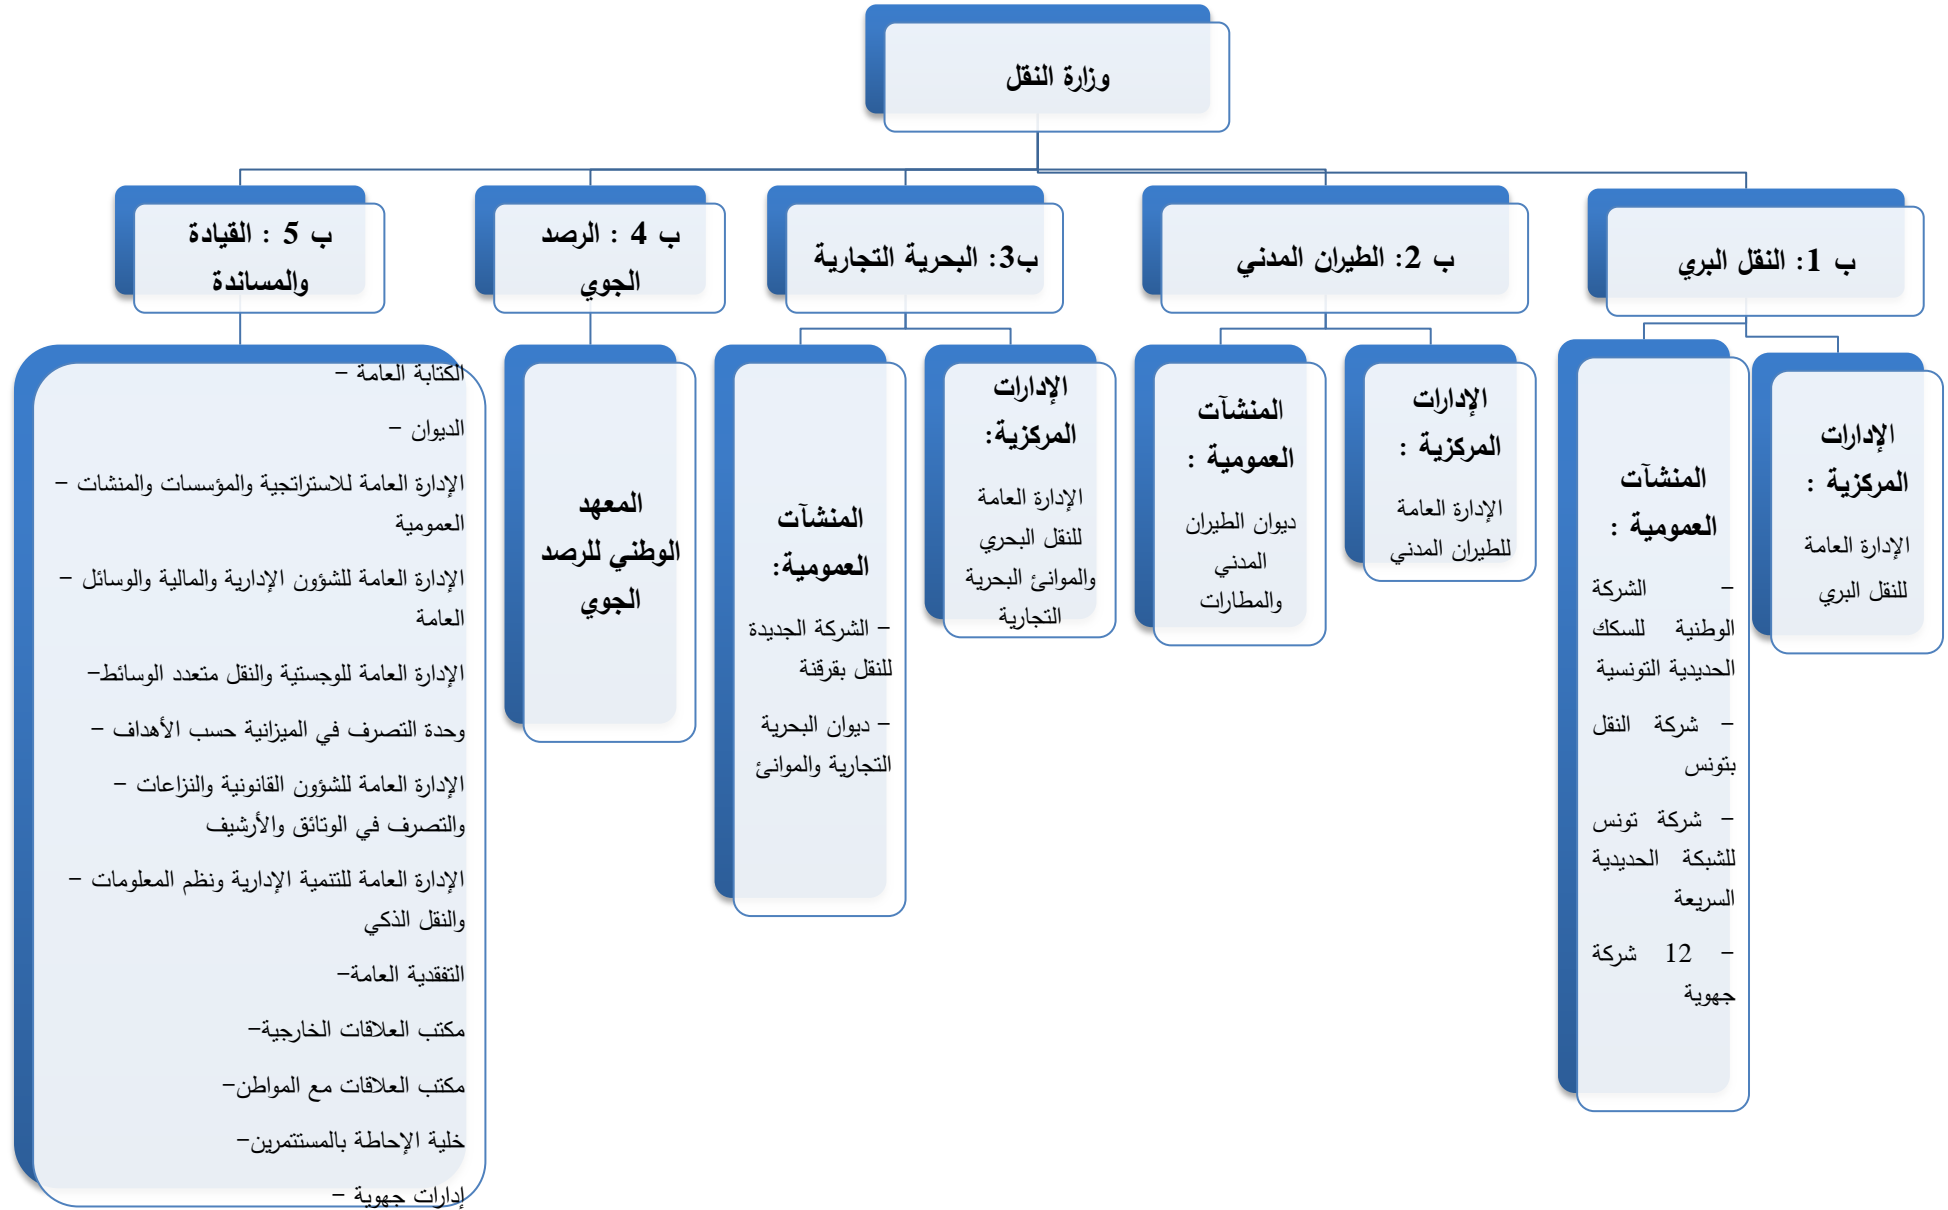 وزارة النقل
ب 1: النقل البري
ب 2: الطيران المدني
ب3: البحرية التجارية
ب 4 : الرصد
الجوي
ب 5 : القيادة
والمساندة
الإدارات
المركزية :
الإدارة العامة
للنقل البري
المنشآت
العمومية :
- الشركة
الوطنية للسكك
الحديدية التونسية
- شركة النقل
بتونس
- شركة تونس
للشبكة الحديدية
السريعة
- 12 شركة
جهوية
الإدارات
المركزية :
الإدارة العامة
للطيران المدني
المنشآت
العمومية :
ديوان الطيران
المدني
والمطارات
الإدارات
المركزية:
الإدارة العامة
للنقل البحري
والموانئ البحرية
التجارية
المنشآت
العمومية:
- الشركة الجديدة
للنقل بقرقنة
- ديوان البحرية
التجارية والموانئ
المعهد
الوطني للرصد
الجوي
الكتابة العامة -
الديوان -
الإدارة العامة للاستراتجية والمؤسسات والمنشات -
العمومية
الإدارة العامة للشؤون الإدارية والمالية والوسائل -
العامة
الإدارة العامة للوجستية والنقل متعدد الوسائط-
وحدة التصرف في الميزانية حسب الأهداف -
الإدارة العامة للشؤون القانونية والنزاعات -
والتصرف في الوتائق والأرشيف
الإدارة العامة للتنمية الإدارية ونظم المعلومات -
والنقل الذكي
التفقدية العامة-
مكتب العلاقات الخارجية-
مكتب العلاقات مع المواطن-
خلية الإحاطة بالمستتمرين-
إدارات جهوية -